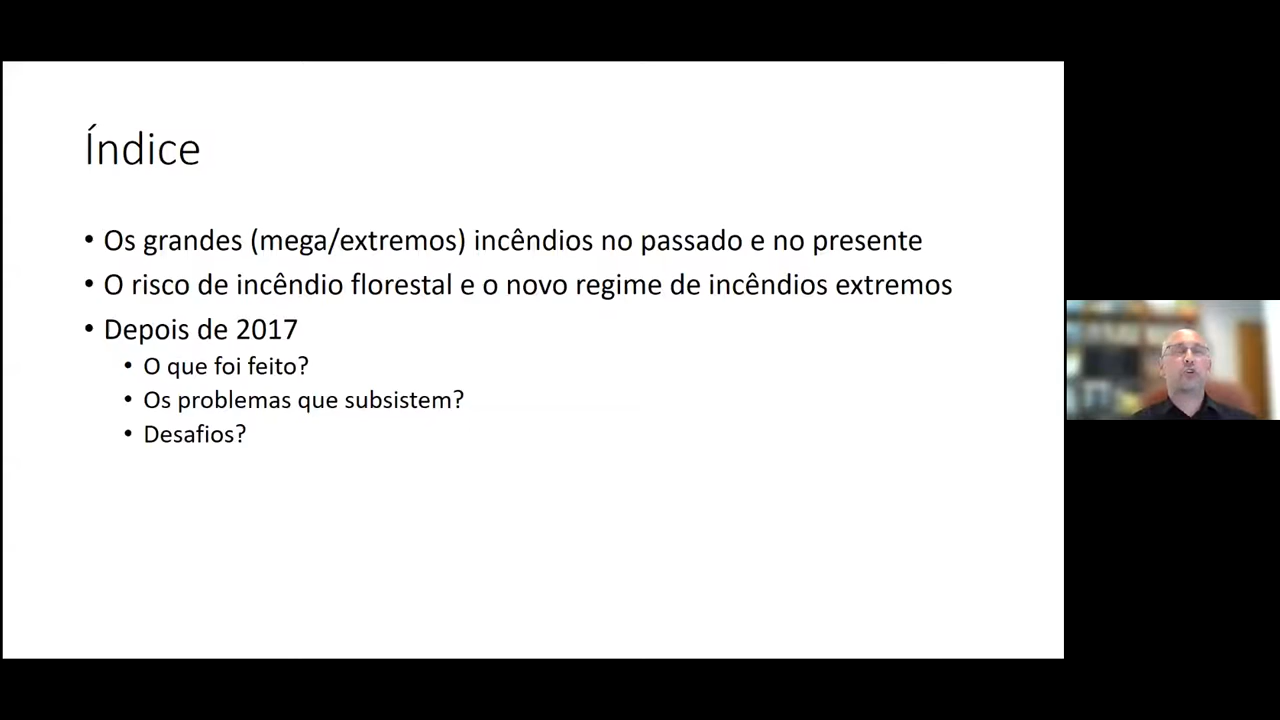 Índice
• Os grandes (mega/extremos) incêndios no passado e no presente
• O risco de incêndio florestal e o novo regime de incêndios extremos
• Depois de 2017
• O que foi feito?
• Os problemas que subsistem?
• Desafios?